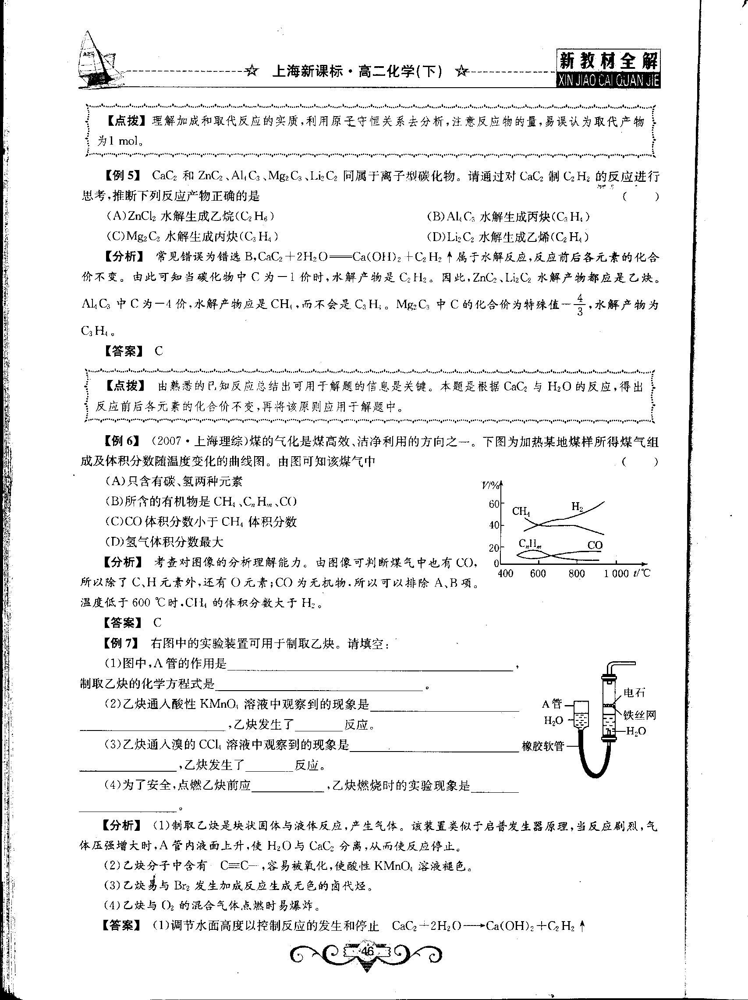 ☆ 上海新课标·高二化学(下) ☆
新教材全解
XIN JIAO CAI QUAN JIE
【点拨】理解加成和取代反应的实质,利用原子守恒关系去分析,注意反应物的量,易误认为取代产物
为1 mol。
【例 5】 CaC₂ 和 ZnC₂、Al₄C₃、Mg₂C₃、Li₂C₂ 同属于离子型碳化物。请通过对 CaC₂ 制 C₂H₂ 的反应进行
思考,推断下列反应产物正确的是 ( )
(A)ZnCl₂ 水解生成乙烷(C₂H₆) (B)Al₄C₃ 水解生成丙炔(C₃H₄)
(C)Mg₂C₃ 水解生成丙炔(C₃H₄) (D)Li₂C₂ 水解生成乙烯(C₂H₄)
【分析】 常见错误为错选 B,CaC₂+2H₂O══Ca(OH)₂+C₂H₂↑属于水解反应,反应前后各元素的化合
价不变。由此可知当碳化物中 C 为-1 价时,水解产物是 C₂H₂。因此,ZnC₂、Li₂C₂ 水解产物都应是乙炔。
Al₄C₃ 中 C 为-4 价,水解产物应是 CH₄,而不会是 C₃H₄。Mg₂C₃ 中 C 的化合价为特殊值-4/3,水解产物为
C₃H₄。
【答案】 C
【点拨】 由熟悉的已知反应总结出可用于解题的信息是关键。本题是根据 CaC₂ 与 H₂O 的反应,得出
反应前后各元素的化合价不变,再将该原则应用于解题中。
【例 6】 (2007·上海理综)煤的气化是煤高效、洁净利用的方向之一。下图为加热某地煤样所得煤气组
成及体积分数随温度变化的曲线图。由图可知该煤气中 ( )
(A)只含有碳、氢两种元素
(B)所含的有机物是 CH₄、CₙHₘ、CO
(C)CO 体积分数小于 CH₄ 体积分数
(D)氢气体积分数最大
V/%
60
40
20
0
CH₄
H₂
CₙHₘ
CO
400 600 800 1 000 t/℃
【分析】 考查对图像的分析理解能力。由图像可判断煤气中也有 CO,
所以除了 C、H 元素外,还有 O 元素;CO 为无机物,所以可以排除 A、B 项。
温度低于 600 ℃时,CH₄ 的体积分数大于 H₂。
【答案】 C
【例 7】 右图中的实验装置可用于制取乙炔。请填空:
(1)图中,A 管的作用是____________________,
制取乙炔的化学方程式是____________________。
(2)乙炔通入酸性 KMnO₄ 溶液中观察到的现象是____________________
____________________,乙炔发生了________反应。
(3)乙炔通入溴的 CCl₄ 溶液中观察到的现象是____________________
____________________,乙炔发生了________反应。
(4)为了安全,点燃乙炔前应____________,乙炔燃烧时的实验现象是________
____________________。
A 管
H₂O
橡胶软管
电石
铁丝网
H₂O
【分析】 (1)制取乙炔是块状固体与液体反应,产生气体。该装置类似于启普发生器原理,当反应剧烈,气
体压强增大时,A 管内液面上升,使 H₂O 与 CaC₂ 分离,从而使反应停止。
(2)乙炔分子中含有 C≡C—,容易被氧化,使酸性 KMnO₄ 溶液褪色。
(3)乙炔易与 Br₂ 发生加成反应生成无色的卤代烃。
(4)乙炔与 O₂ 的混合气体点燃时易爆炸。
【答案】 (1)调节水面高度以控制反应的发生和停止 CaC₂+2H₂O⟶Ca(OH)₂+C₂H₂↑
46